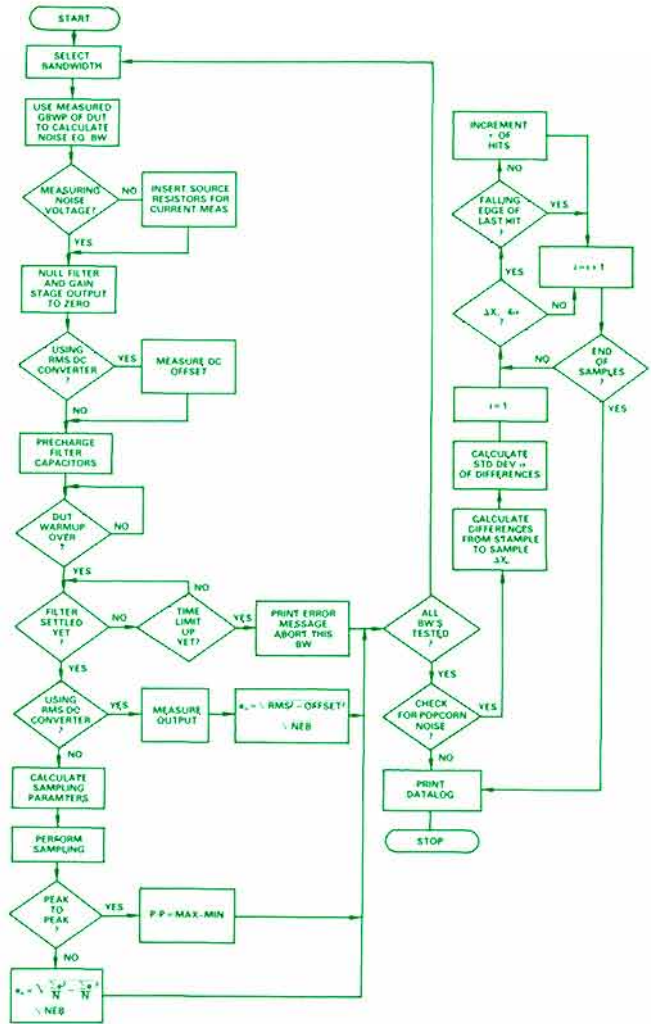 START
SELECT
BANDWIDTH
USE MEASURED
GBWP OF DUT
TO CALCULATE
NOISE EQ. BW
MEASURING
NOISE
VOLTAGE?
NO
INSERT SOURCE
RESISTORS FOR
CURRENT MEAS
YES
NULL FILTER
AND GAIN
STAGE OUTPUT
TO ZERO
USING
RMS DC
CONVERTER
?
YES
MEASURE DC
OFFSET
NO
PRECHARGE
FILTER
CAPACITORS
DUT
WARMUP
OVER
?
NO
YES
FILTER
SETTLED
YET
?
NO
TIME
LIMIT
UP
YET?
NO
YES
PRINT ERROR
MESSAGE
ABORT THIS
BW
YES
USING
RMS DC
CONVERTER
?
YES
MEASURE
OUTPUT
NEB
NO
CALCULATE
SAMPLING
PARAMTERS
PERFORM
SAMPLING
PEAK
TO
PEAK
?
YES
P-P = MAX-MIN
NO
NEB
ALL
BW'S
TESTED
?
YES
CHECK
FOR POPCORN
NOISE
?
YES
NO
PRINT
DATALOG
STOP
INCREMENT
OF
HITS
NO
FALLING
EDGE OF
LAST HIT
?
YES
YES
?
NO
END
OF
SAMPLES
?
NO
YES
CALCULATE
STD DEV
OF DIFFERENCES
CALCULATE
DIFFERENCES
FROM STAMPLE
TO SAMPLE